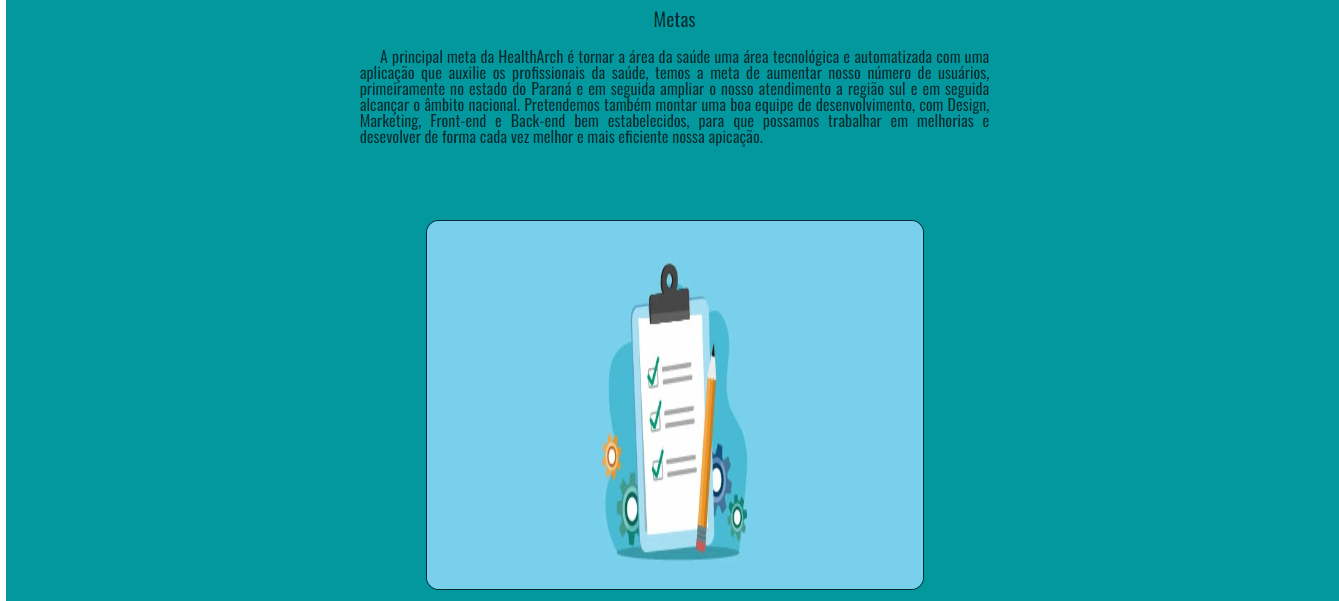 Metas
A principal meta da HealthArch é tornar a área da saúde uma área tecnológica e automatizada com uma
aplicação que auxilie os profissionais da saúde, temos a meta de aumentar nosso número de usuários,
primeiramente no estado do Paraná e em seguida ampliar o nosso atendimento a região sul e em seguida
alcançar o âmbito nacional. Pretendemos também montar uma boa equipe de desenvolvimento, com Design,
Marketing, Front-end e Back-end bem estabelecidos, para que possamos trabalhar em melhorias e
desevolver de forma cada vez melhor e mais eficiente nossa apicação.